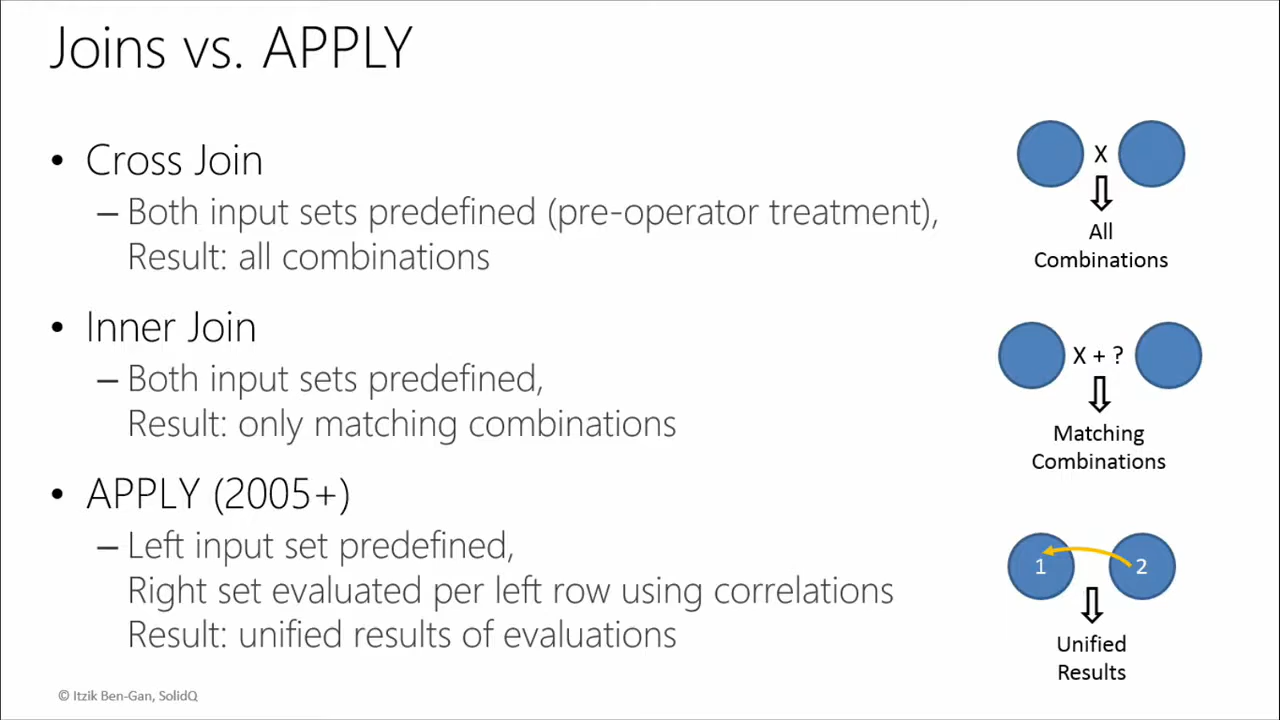 Joins vs. APPLY
• Cross Join
– Both input sets predefined (pre-operator treatment),
Result: all combinations
X
All
Combinations
• Inner Join
– Both input sets predefined,
Result: only matching combinations
X + ?
Matching
Combinations
• APPLY (2005+)
– Left input set predefined,
Right set evaluated per left row using correlations
Result: unified results of evaluations
1 2
Unified
Results
© Itzik Ben-Gan, SolidQ